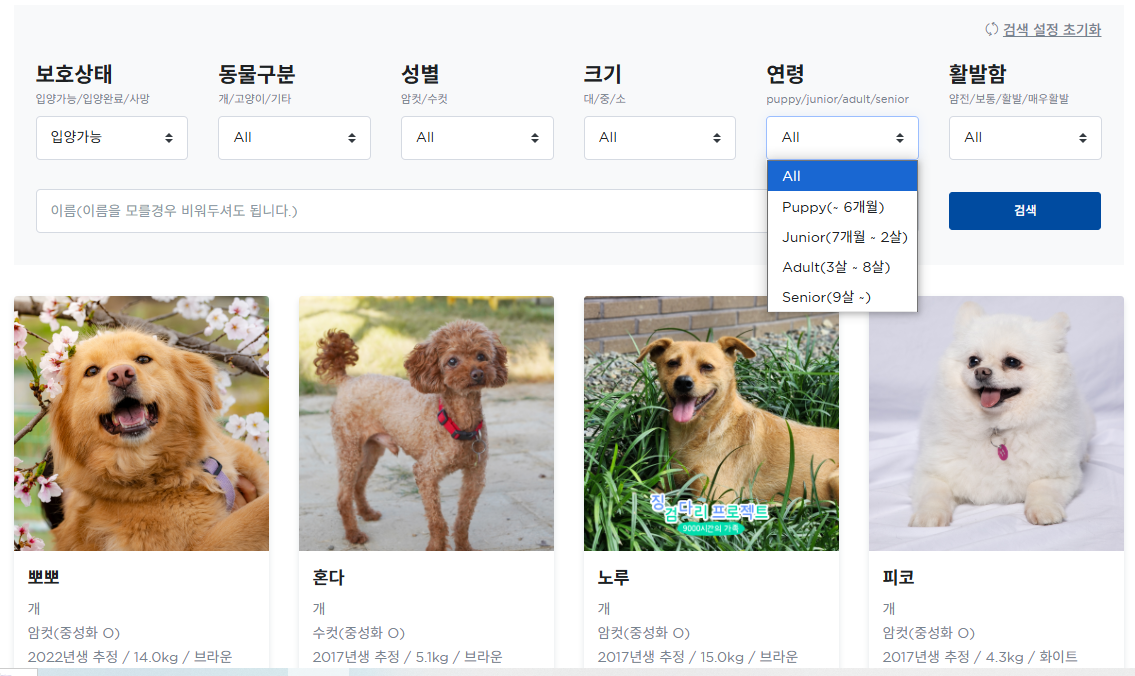 검색 설정 초기화
보호상태 동물구분 성별 크기 연령 활발함
입양가능/입양완료/사망 개/고양이/기타 암컷/수컷 대/중/소 puppy/junior/adult/senior 얌전/보통/활발/매우활발
입양가능 All All All All All
All
이름(이름을 모를경우 비워두셔도 됩니다.) 검색
Puppy(~ 6개월)
Junior(7개월 ~ 2살)
Adult(3살 ~ 8살)
Senior(9살 ~)
징검다리 프로젝트
9000시간의 가족
뽀뽀 혼다 노루 피코
개 개 개 개
암컷(중성화 O) 수컷(중성화 O) 암컷(중성화 O) 암컷(중성화 O)
2022년생 추정 / 14.0kg / 브라운 2017년생 추정 / 5.1kg / 브라운 2017년생 추정 / 15.0kg / 브라운 2017년생 추정 / 4.3kg / 화이트